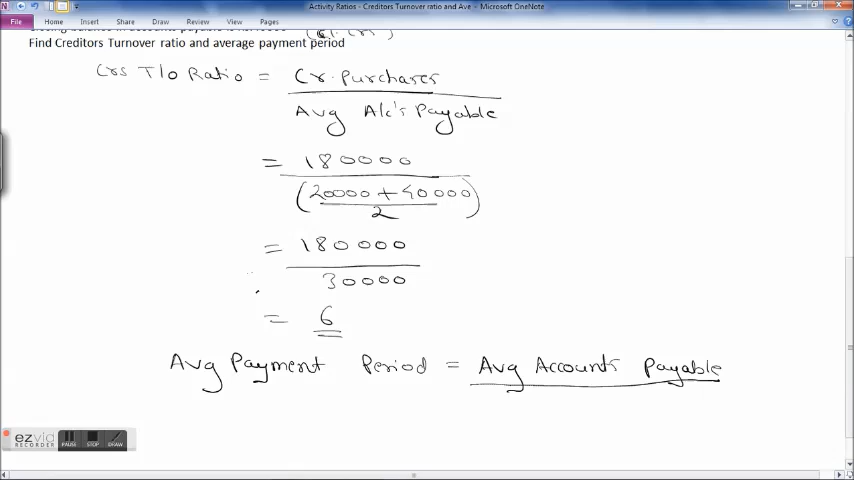 Activity Ratios - Creditors Turnover ratio and Ave - Microsoft OneNote
File Home Insert Share Draw Review View Pages
Find Creditors Turnover ratio and average payment period
Crs T/o Ratio = Cr. Purchases
Avg A/c's Payable
= 180000
(20000 + 40000)
2
= 180000
30000
= 6
Avg Payment Period = Avg Accounts Payable
ezvid
RECORDER
PAUSE STOP DRAW